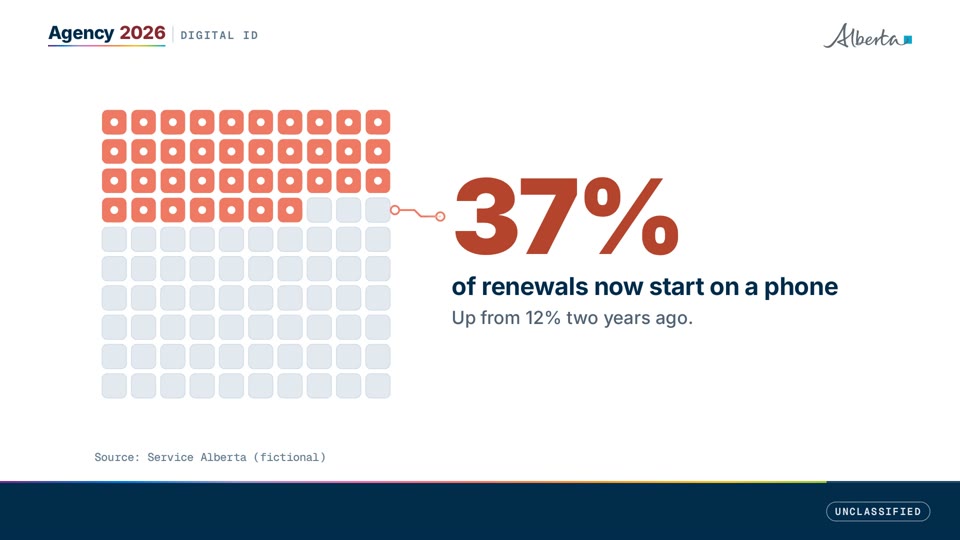 Agency 2026
DIGITAL ID
Alberta
37%
of renewals now start on a phone
Up from 12% two years ago.
Source: Service Alberta (fictional)
UNCLASSIFIED